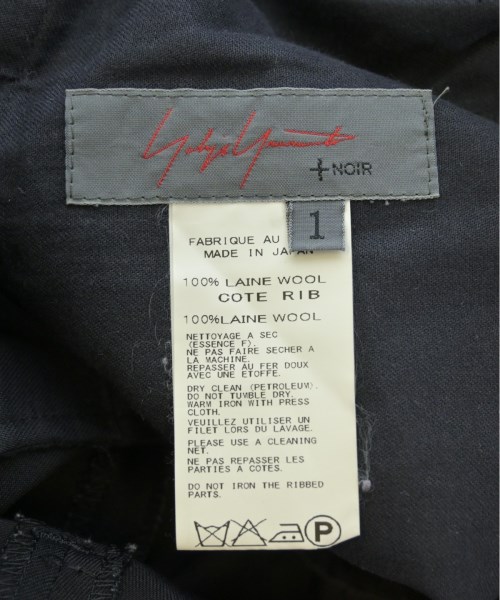 Yohji Yamamoto
+NOIR
1
FABRIQUE AU
MADE IN JAPAN
100% LAINE WOOL
COTE RIB
100%LAINE WOOL
NETTOYAGE A SEC
(ESSENCE F).
NE PAS FAIRE SECHER A
LA MACHINE.
REPASSER AU FER DOUX
AVEC UNE ETOFFE.
DRY CLEAN (PETROLEUM).
DO NOT TUMBLE DRY.
WARM IRON WITH PRESS
CLOTH.
VEUILLEZ UTILISER UN
FILET LORS DU LAVAGE.
PLEASE USE A CLEANING
NET.
NE PAS REPASSER LES
PARTIES A COTES.
DO NOT IRON THE RIBBED
PARTS.
P